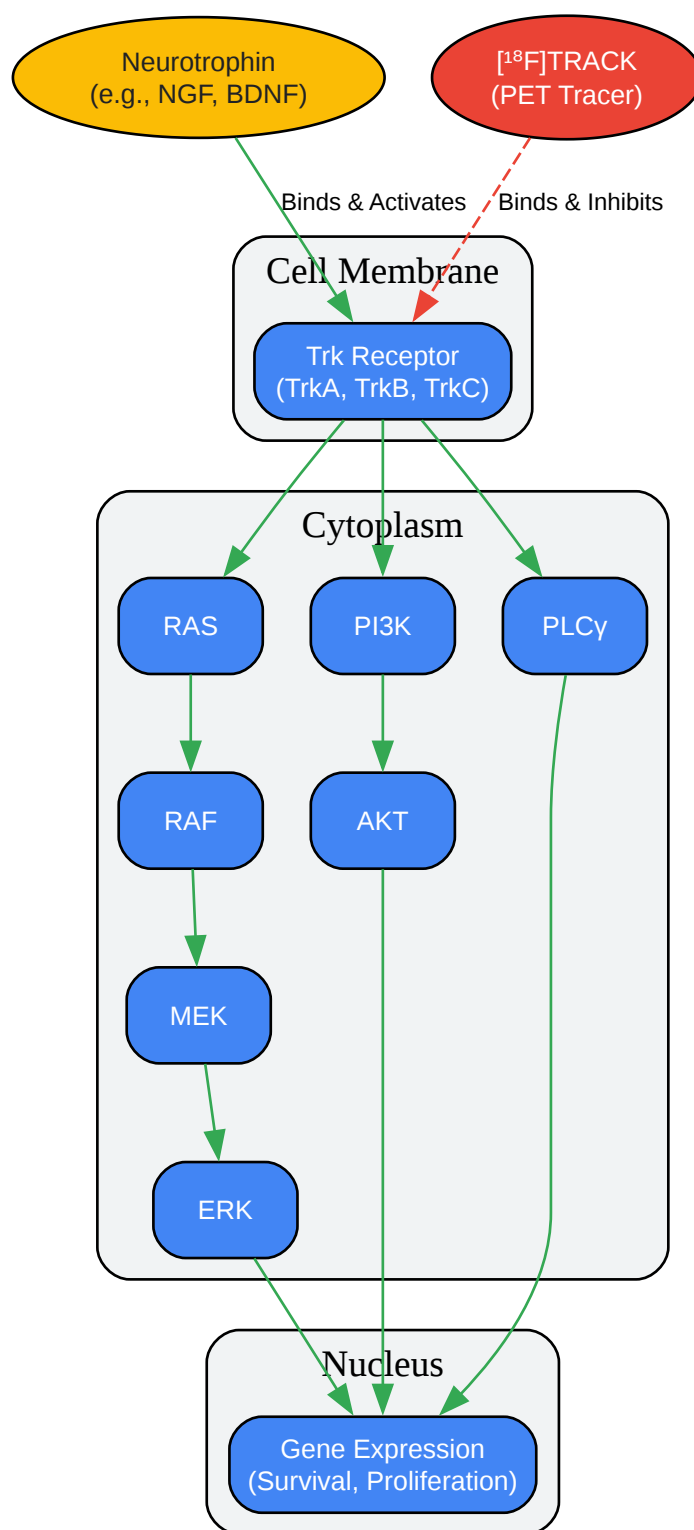 Neurotrophin
(e.g., NGF, BDNF)
[¹⁸F]TRACK
(PET Tracer)
Binds & Activates
Binds & Inhibits
Cell Membrane
Trk Receptor
(TrkA, TrkB, TrkC)
Cytoplasm
RAS
PI3K
PLCγ
RAF
AKT
MEK
ERK
Nucleus
Gene Expression
(Survival, Proliferation)